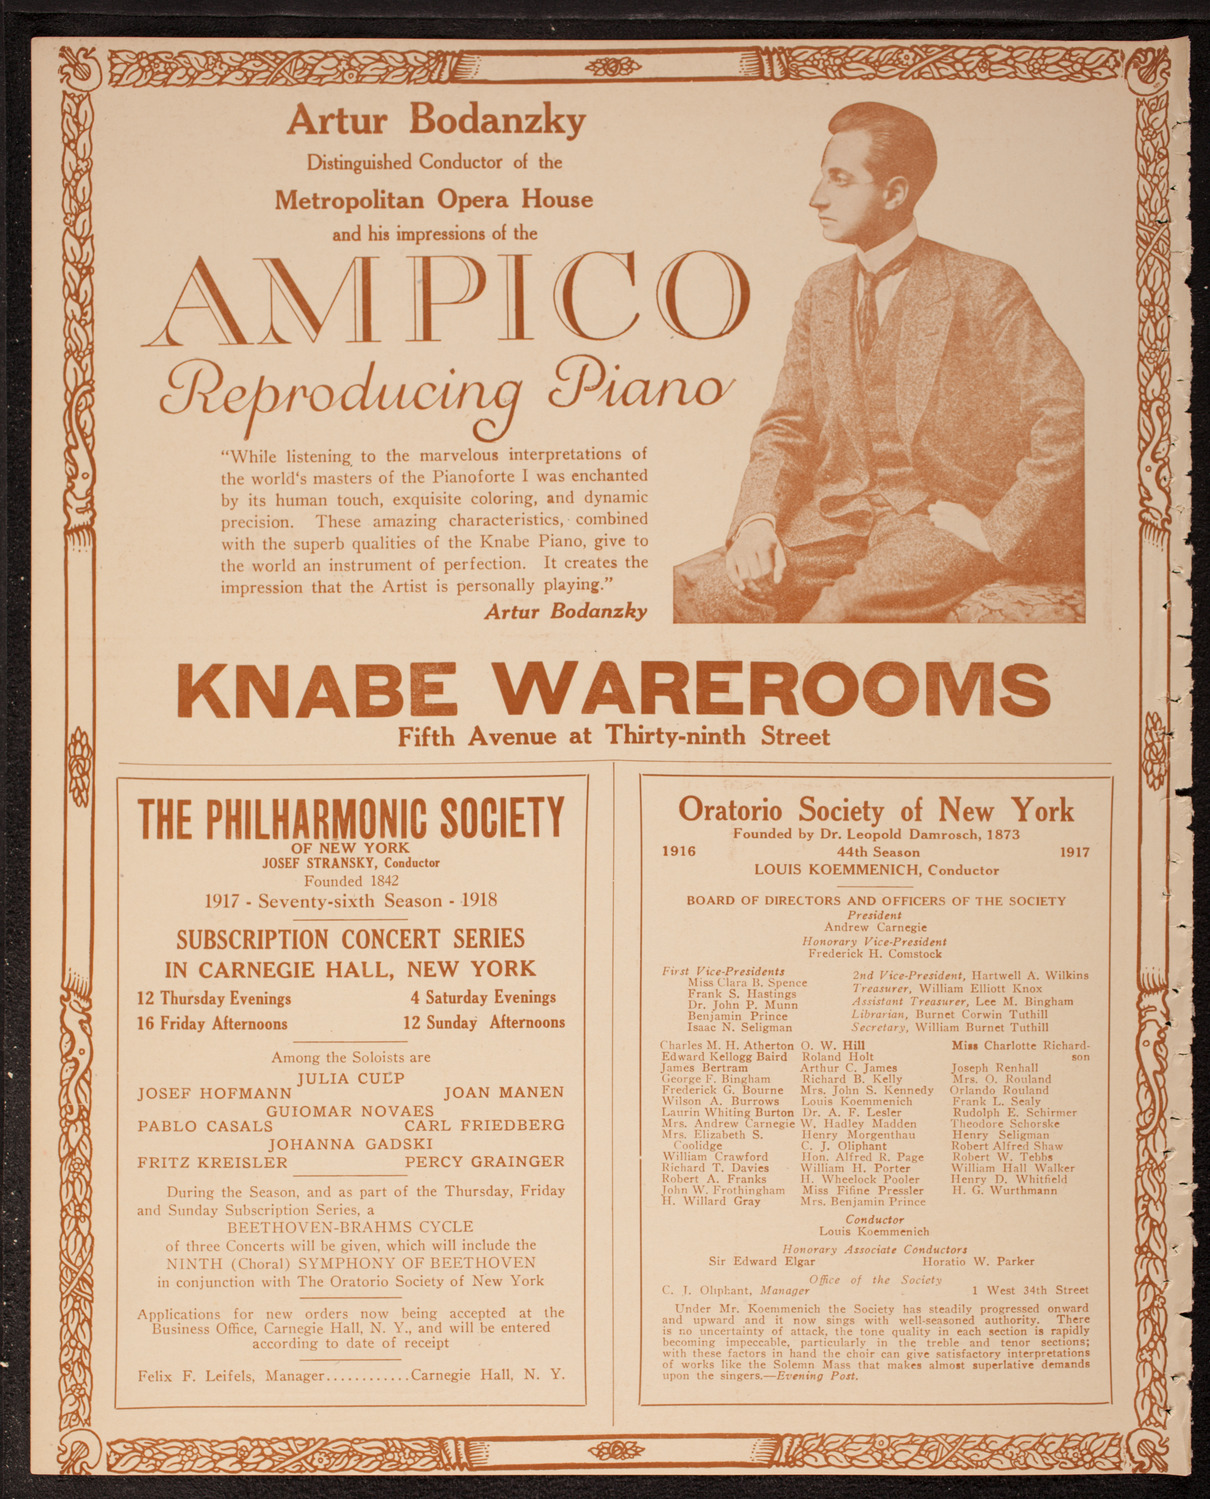 Artur Bodanzky
Distinguished Conductor of the
Metropolitan Opera House
and his impressions of the
AMPICO
Reproducing Piano
“While listening to the marvelous interpretations of
the world‘s masters of the Pianoforte I was enchanted
by its human touch, exquisite coloring, and dynamic
precision. These amazing characteristics, combined
with the superb qualities of the Knabe Piano, give to
the world an instrument of perfection. It creates the
impression that the Artist is personally playing.”
Artur Bodanzky
KNABE WAREROOMS
Fifth Avenue at Thirty-ninth Street
THE PHILHARMONIC SOCIETY
OF NEW YORK
JOSEF STRANSKY, Conductor
Founded 1842
1917 - Seventy-sixth Season - 1918
SUBSCRIPTION CONCERT SERIES
IN CARNEGIE HALL, NEW YORK
12 Thursday Evenings 4 Saturday Evenings
16 Friday Afternoons 12 Sunday Afternoons
Among the Soloists are
JULIA CULP
JOSEF HOFMANN JOAN MANEN
GUIOMAR NOVAES
PABLO CASALS CARL FRIEDBERG
JOHANNA GADSKI
FRITZ KREISLER PERCY GRAINGER
During the Season, and as part of the Thursday, Friday
and Sunday Subscription Series, a
BEETHOVEN-BRAHMS CYCLE
of three Concerts will be given, which will include the
NINTH (Choral) SYMPHONY OF BEETHOVEN
in conjunction with The Oratorio Society of New York
Applications for new orders now being accepted at the
Business Office, Carnegie Hall, N. Y., and will be entered
according to date of receipt
Felix F. Leifels, Manager............Carnegie Hall, N. Y.
Oratorio Society of New York
Founded by Dr. Leopold Damrosch, 1873
1916 44th Season 1917
LOUIS KOEMMENICH, Conductor
BOARD OF DIRECTORS AND OFFICERS OF THE SOCIETY
President
Andrew Carnegie
Honorary Vice-President
Frederick H. Comstock
First Vice-Presidents
Miss Clara B. Spence
Frank S. Hastings
Dr. John P. Munn
Benjamin Prince
Isaac N. Seligman
2nd Vice-President, Hartwell A. Wilkins
Treasurer, William Elliott Knox
Assistant Treasurer, Lee M. Bingham
Librarian, Burnet Corwin Tuthill
Secretary, William Burnet Tuthill
Charles M. H. Atherton
Edward Kellogg Baird
James Bertram
George F. Bingham
Frederick G. Bourne
Wilson A. Burrows
Laurin Whiting Burton
Mrs. Andrew Carnegie
Mrs. Elizabeth S.
Coolidge
William Crawford
Richard T. Davies
Robert A. Franks
John W. Frothingham
H. Willard Gray
O. W. Hill
Roland Holt
Arthur C. James
Richard B. Kelly
Mrs. John S. Kennedy
Louis Koemmenich
Dr. A. F. Lesler
W. Hadley Madden
Henry Morgenthau
C. J. Oliphant
Hon. Alfred R. Page
William H. Porter
H. Wheelock Pooler
Miss Fifine Pressler
Mrs. Benjamin Prince
Miss Charlotte Richard-
son
Joseph Renhall
Mrs. O. Rouland
Orlando Rouland
Frank L. Sealy
Rudolph E. Schirmer
Theodore Schorske
Henry Seligman
Robert Alfred Shaw
Robert W. Tebbs
William Hall Walker
Henry D. Whitfield
H. G. Wurthmann
Conductor
Louis Koemmenich
Honorary Associate Conductors
Sir Edward Elgar Horatio W. Parker
Office of the Society
C. J. Oliphant, Manager 1 West 34th Street
Under Mr. Koemmenich the Society has steadily progressed onward
and upward and it now sings with well-seasoned authority. There
is no uncertainty of attack, the tone quality in each section is rapidly
becoming impeccable, particularly in the treble and tenor sections;
with these factors in hand the choir can give satisfactory interpretations
of works like the Solemn Mass that makes almost superlative demands
upon the singers.—Evening Post.